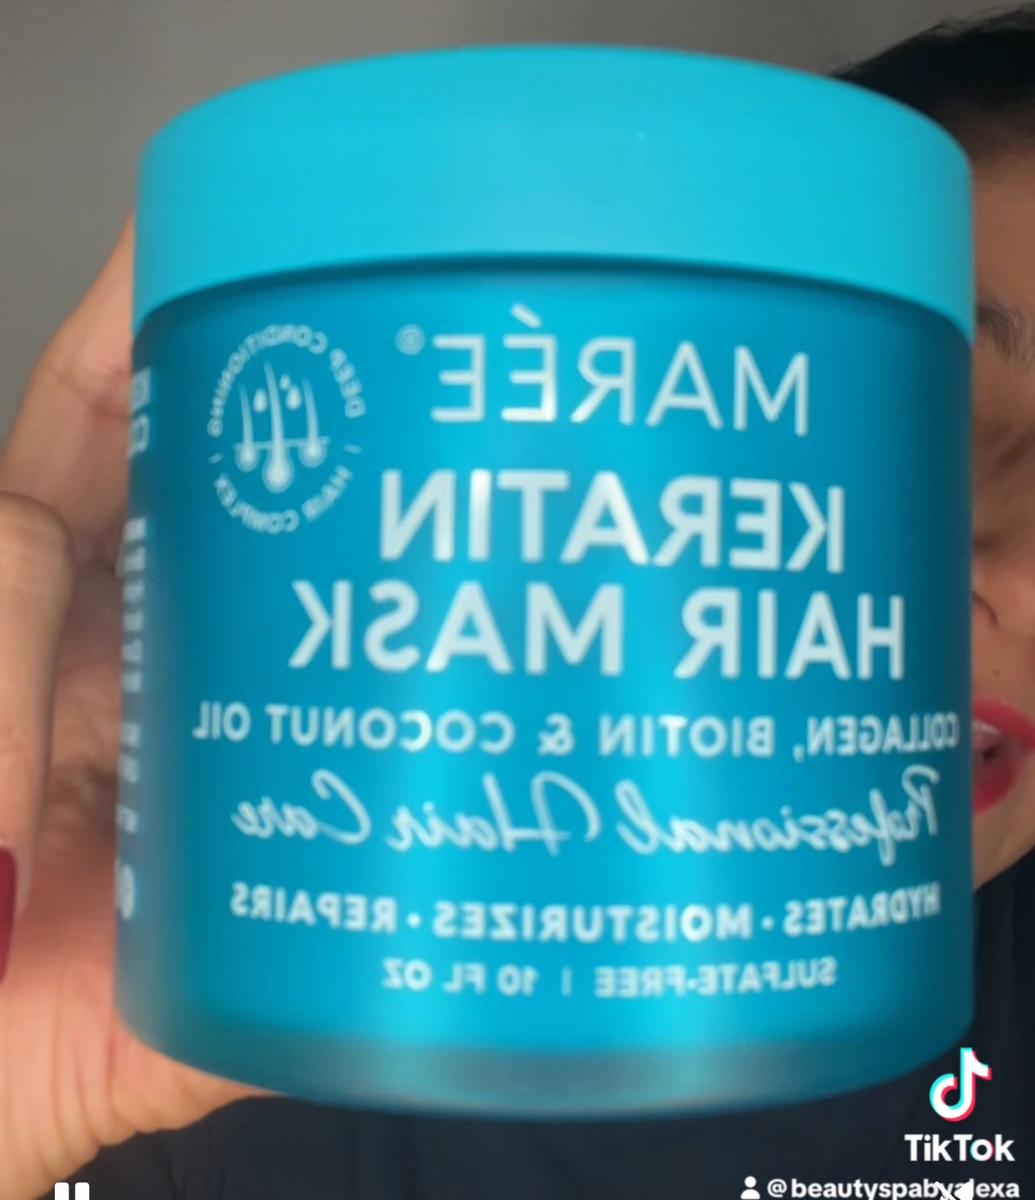 MARÉE®
DEEP CONDITIONING | HAIR COMPLEX |
KERATIN
HAIR MASK
COLLAGEN, BIOTIN & COCONUT OIL
Professional Hair Care
HYDRATES • MOISTURIZES • REPAIRS
SULFATE-FREE | 10 FL OZ
TikTok
@beautyspabyalexa